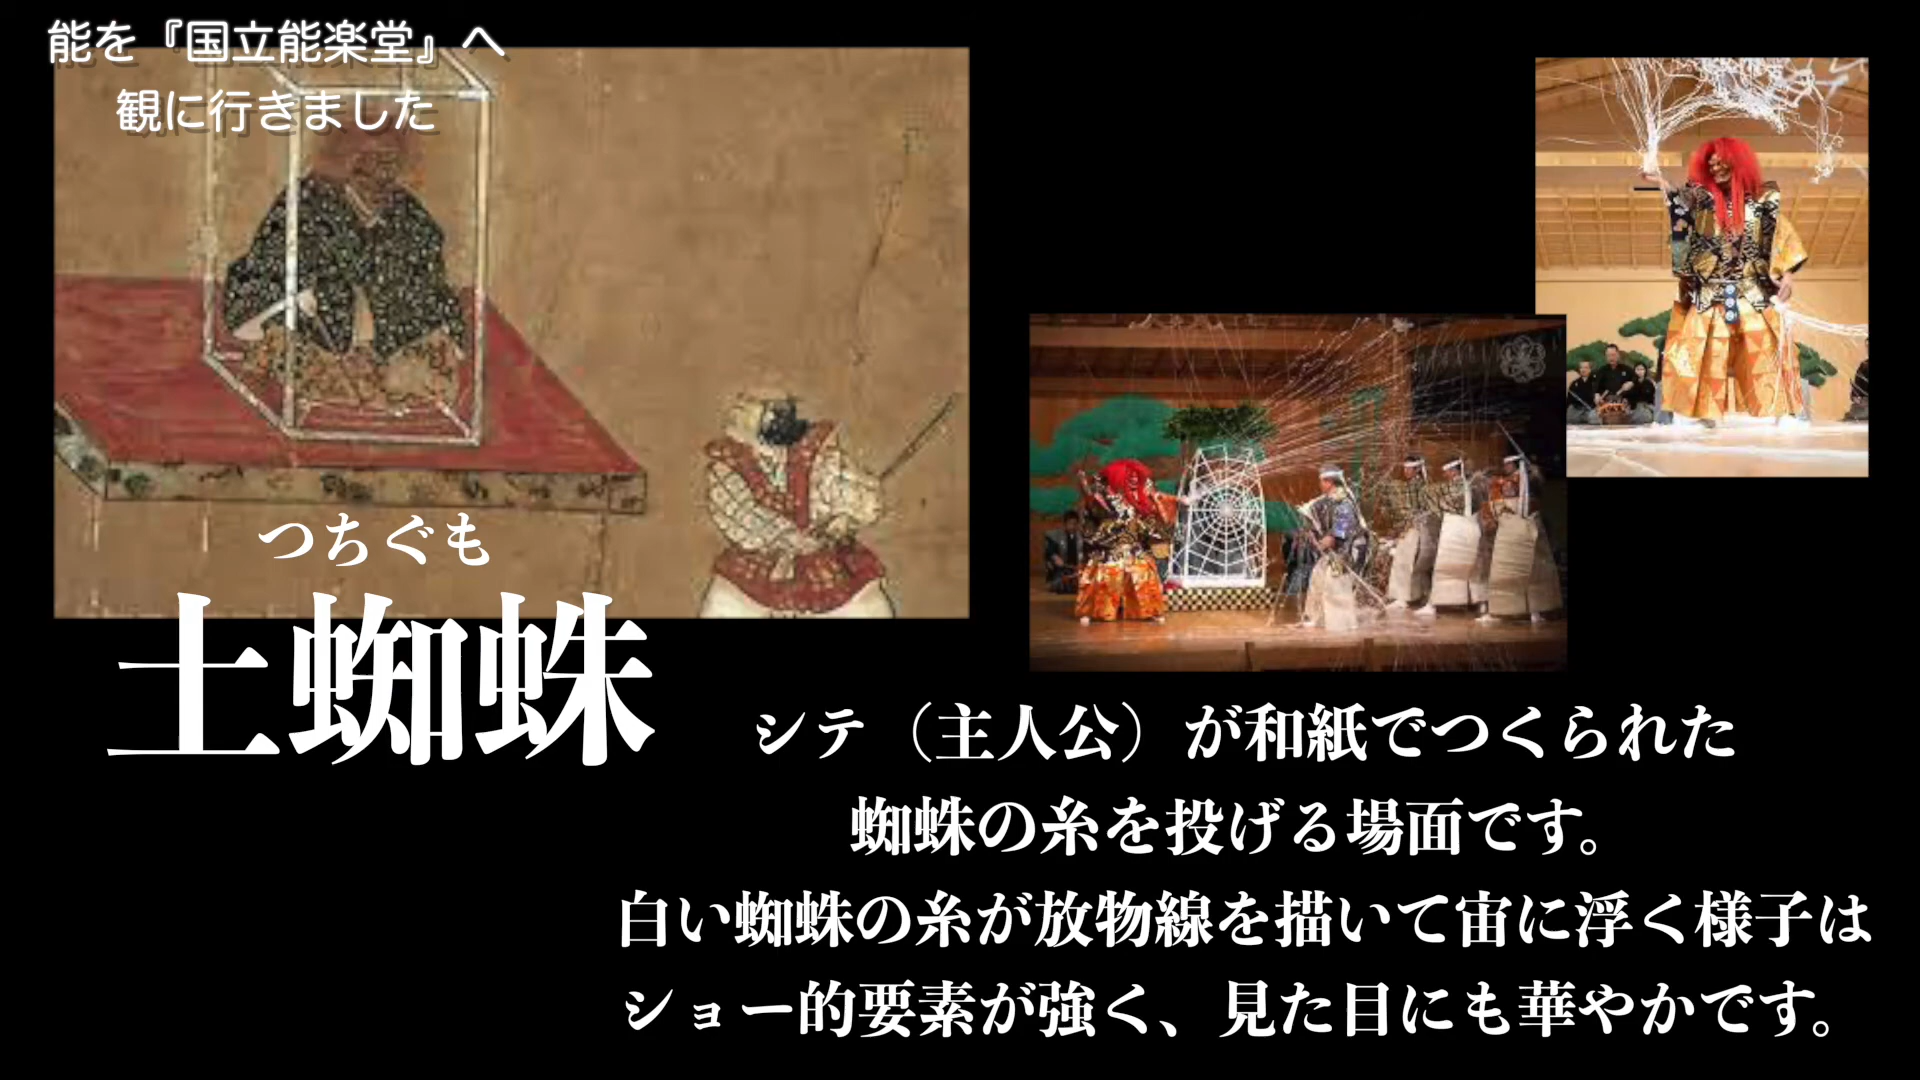 能を『国立能楽堂』へ
観に行きました
つちぐも
土蜘蛛
シテ（主人公）が和紙でつくられた
蜘蛛の糸を投げる場面です。
白い蜘蛛の糸が放物線を描いて宙に浮く様子は
ショー的要素が強く、見た目にも華やかです。